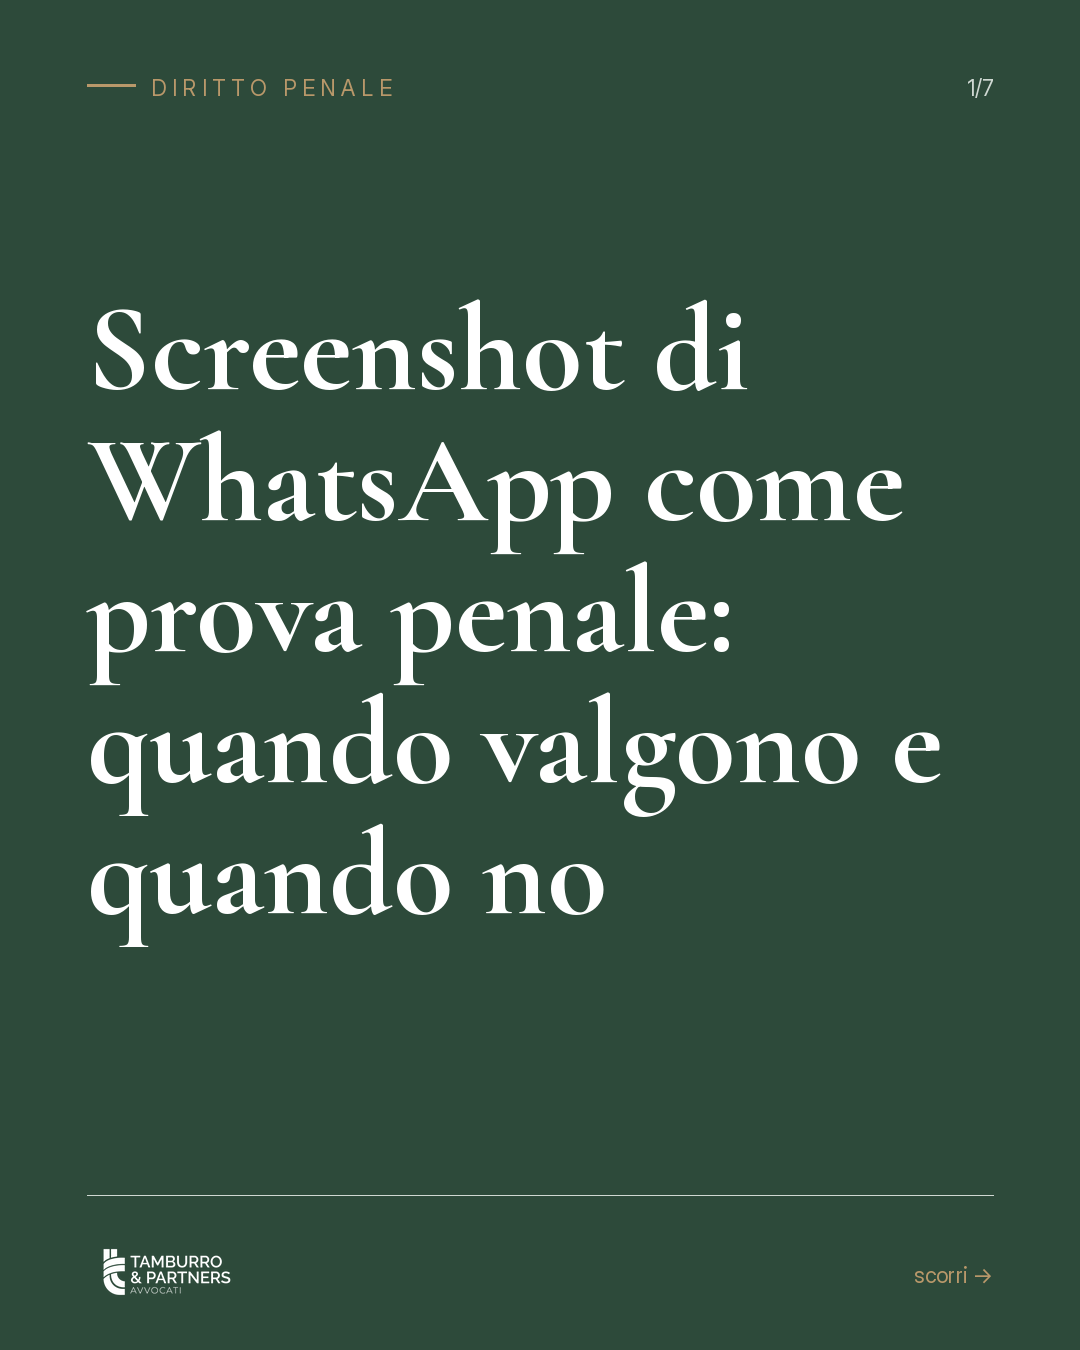 DIRITTO PENALE
1/7
Screenshot di
WhatsApp come
prova penale:
quando valgono e
quando no
TAMBURRO
& PARTNERS
AVVOCATI
scorri →